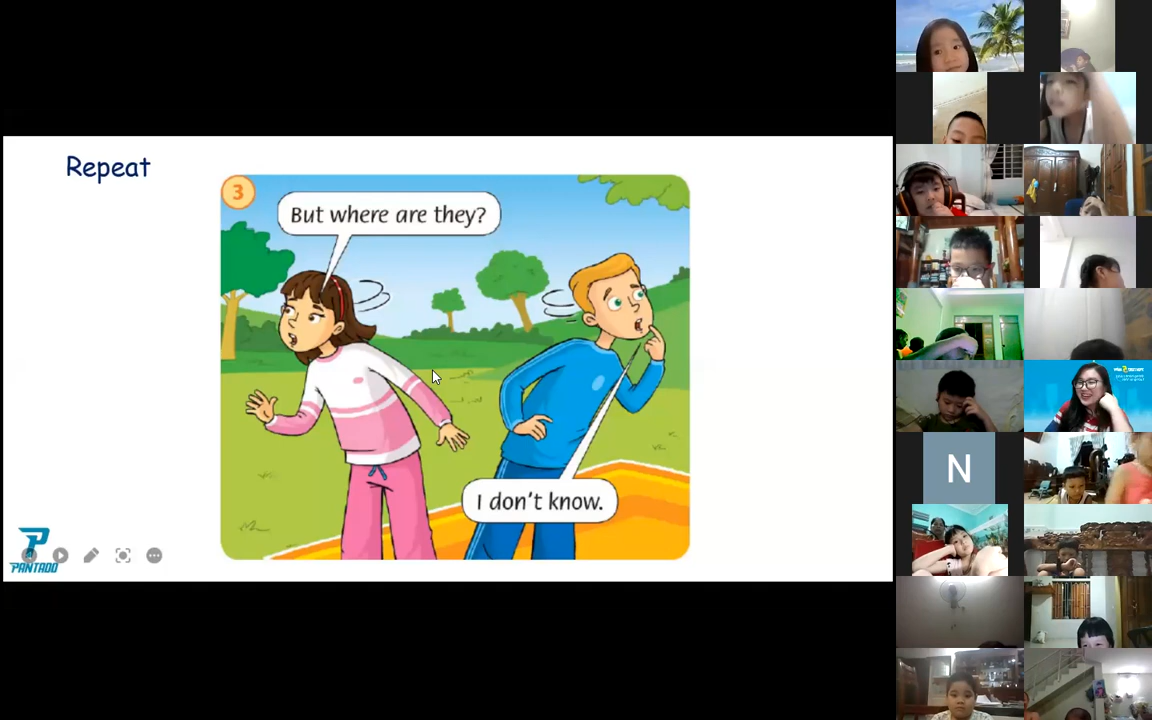 Repeat
3
But where are they?
I don't know.
PANTADO
N